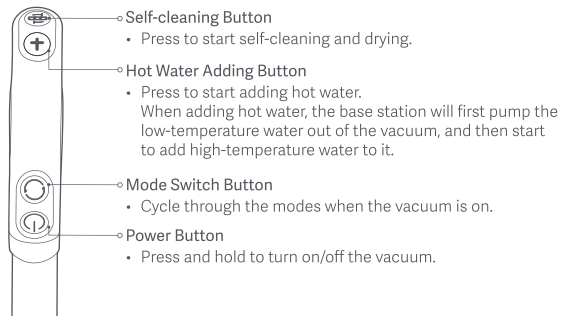 Self-cleaning Button
• Press to start self-cleaning and drying.
Hot Water Adding Button
• Press to start adding hot water.
When adding hot water, the base station will first pump the
low-temperature water out of the vacuum, and then start
to add high-temperature water to it.
Mode Switch Button
• Cycle through the modes when the vacuum is on.
Power Button
• Press and hold to turn on/off the vacuum.